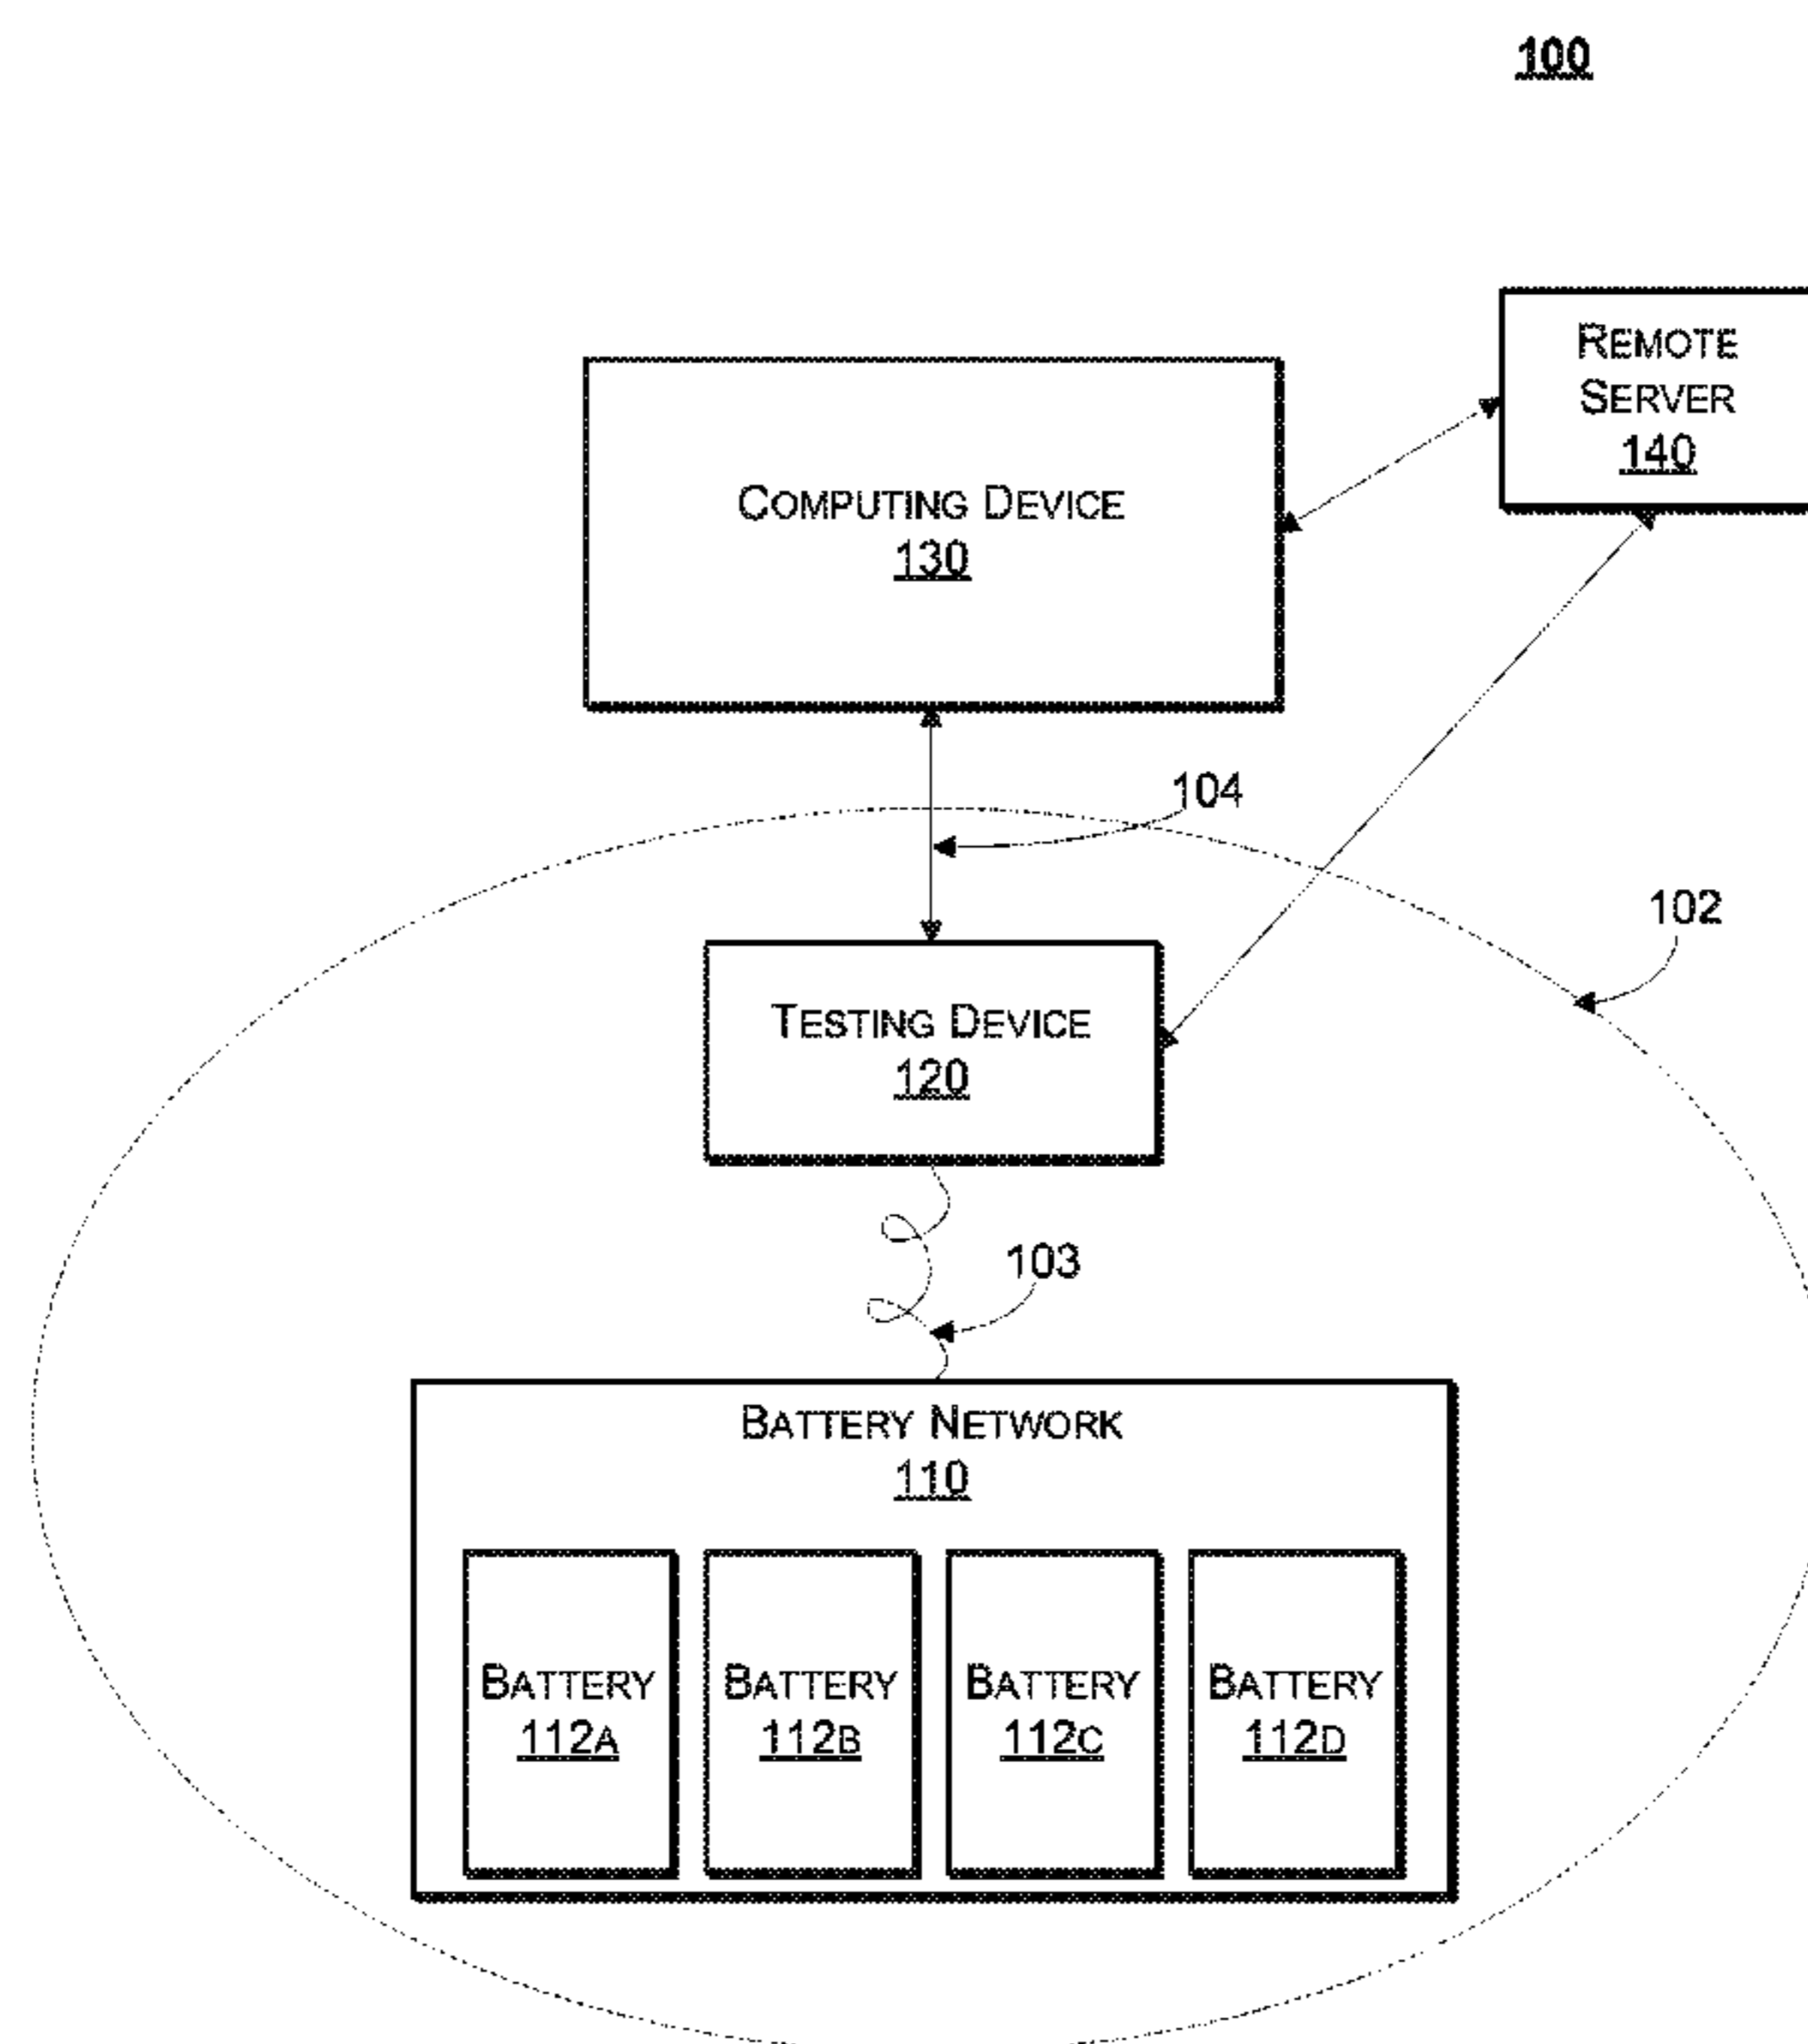 100
REMOTE
SERVER
140
COMPUTING DEVICE
130
104
102
TESTING DEVICE
120
103
BATTERY NETWORK
110
BATTERY
112A
BATTERY
112B
BATTERY
112C
BATTERY
112D